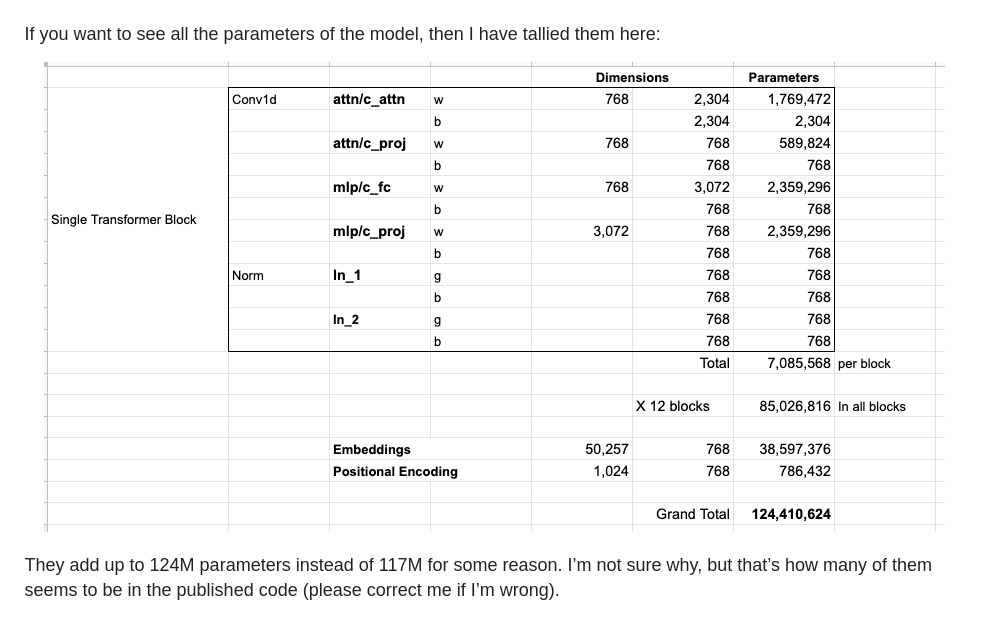 If you want to see all the parameters of the model, then I have tallied them here:
Dimensions Parameters
Conv1d attn/c_attn w 768 2,304 1,769,472
b 2,304 2,304
attn/c_proj w 768 768 589,824
b 768 768
mlp/c_fc w 768 3,072 2,359,296
b 768 768
Single Transformer Block
mlp/c_proj w 3,072 768 2,359,296
b 768 768
Norm ln_1 g 768 768
b 768 768
ln_2 g 768 768
b 768 768
Total 7,085,568 per block
X 12 blocks 85,026,816 In all blocks
Embeddings 50,257 768 38,597,376
Positional Encoding 1,024 768 786,432
Grand Total 124,410,624
They add up to 124M parameters instead of 117M for some reason. I’m not sure why, but that’s how many of them
seems to be in the published code (please correct me if I’m wrong).